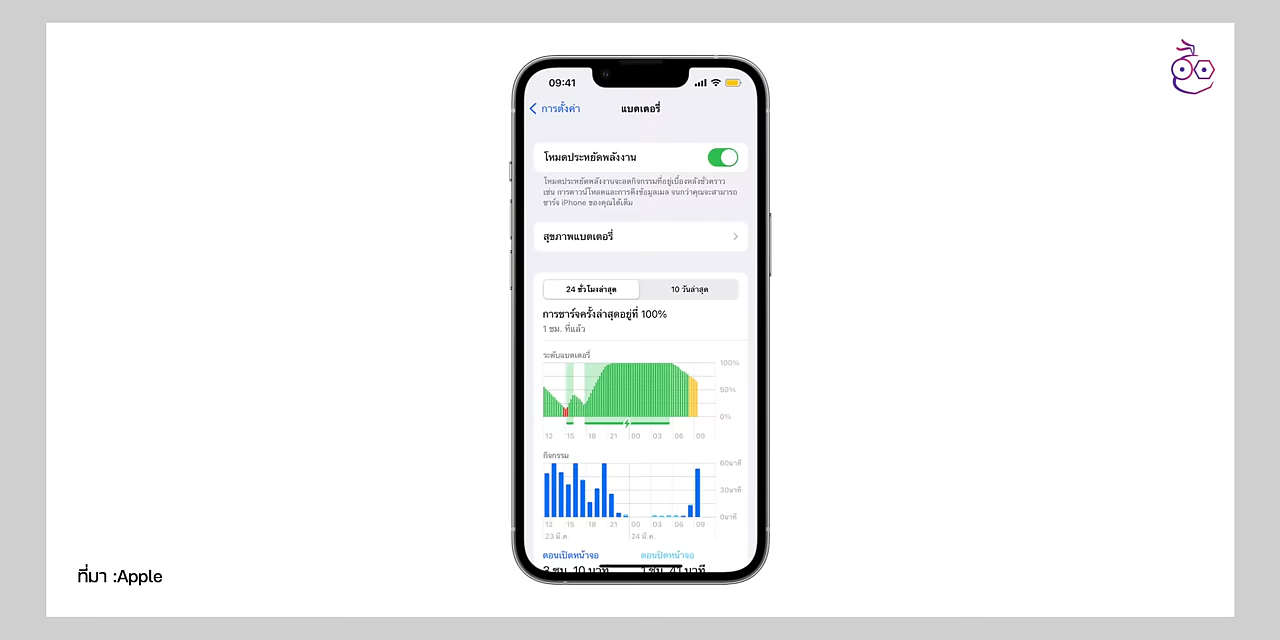 09:41
การตั้งค่า
แบตเตอรี่
โหมดประหยัดพลังงาน
โหมดประหยัดพลังงานจะลดกิจกรรมที่อยู่เบื้องหลังชั่วคราว
เช่น การดาวน์โหลดและการดึงข้อมูลเมล จนกว่าคุณจะสามารถ
ชาร์จ iPhone ของคุณได้เต็ม
สุขภาพแบตเตอรี่
24 ชั่วโมงล่าสุด
10 วันล่าสุด
การชาร์จครั้งล่าสุดอยู่ที่ 100%
1 ชม. ที่แล้ว
ระดับแบตเตอรี่
100%
50%
0%
12 15 18 21 00 03 06 09
กิจกรรม
60นาที
30นาที
0นาที
12 15 18 21 00 03 06 09
23 มี.ค. 24 มี.ค.
ตอนเปิดหน้าจอ
ตอนปิดหน้าจอ
3 ชม. 10 นาที
1 ชม. 41 นาที
ที่มา :Apple